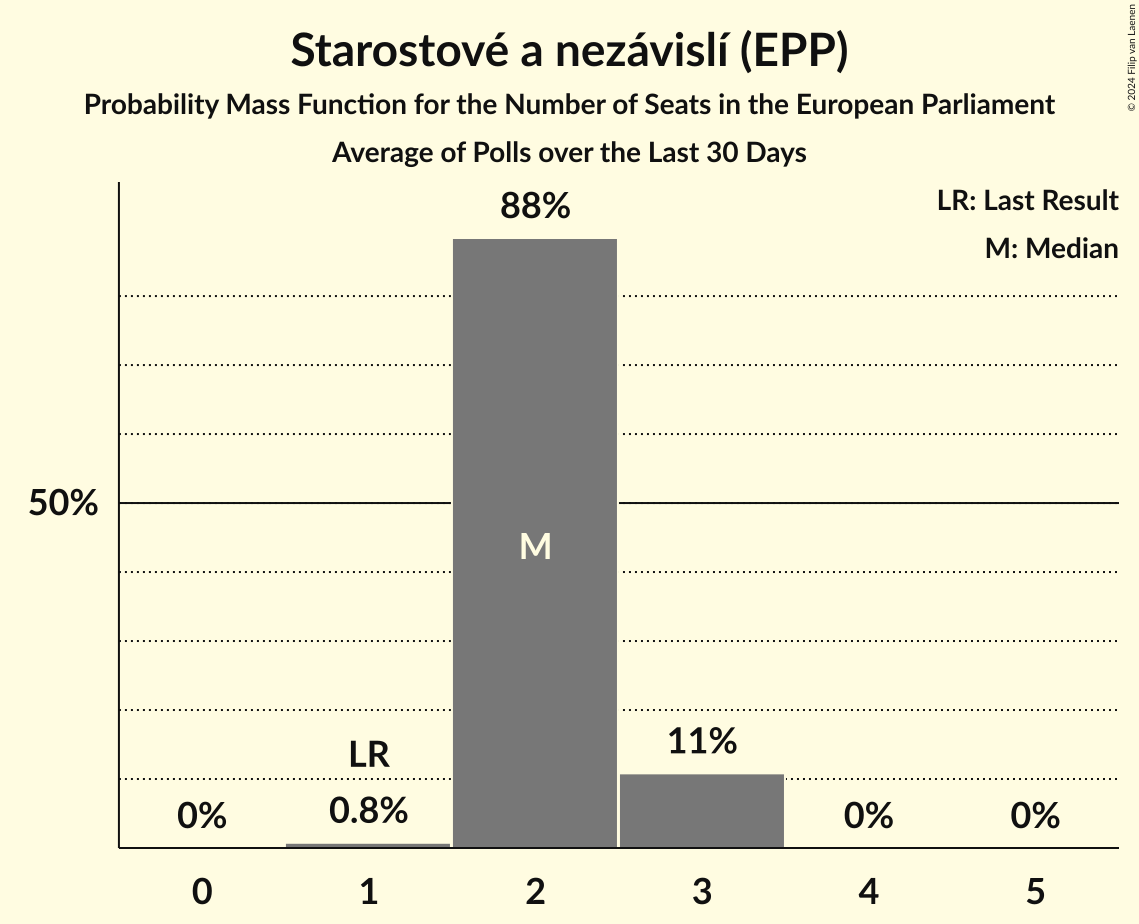 Starostové a nezávislí (EPP)
Probability Mass Function for the Number of Seats in the European Parliament
Average of Polls over the Last 30 Days
© 2024 Filip van Laenen
LR: Last Result
M: Median
88%
50%
M
11%
LR
0%
0.8%
0%
0%
0
1
2
3
4
5